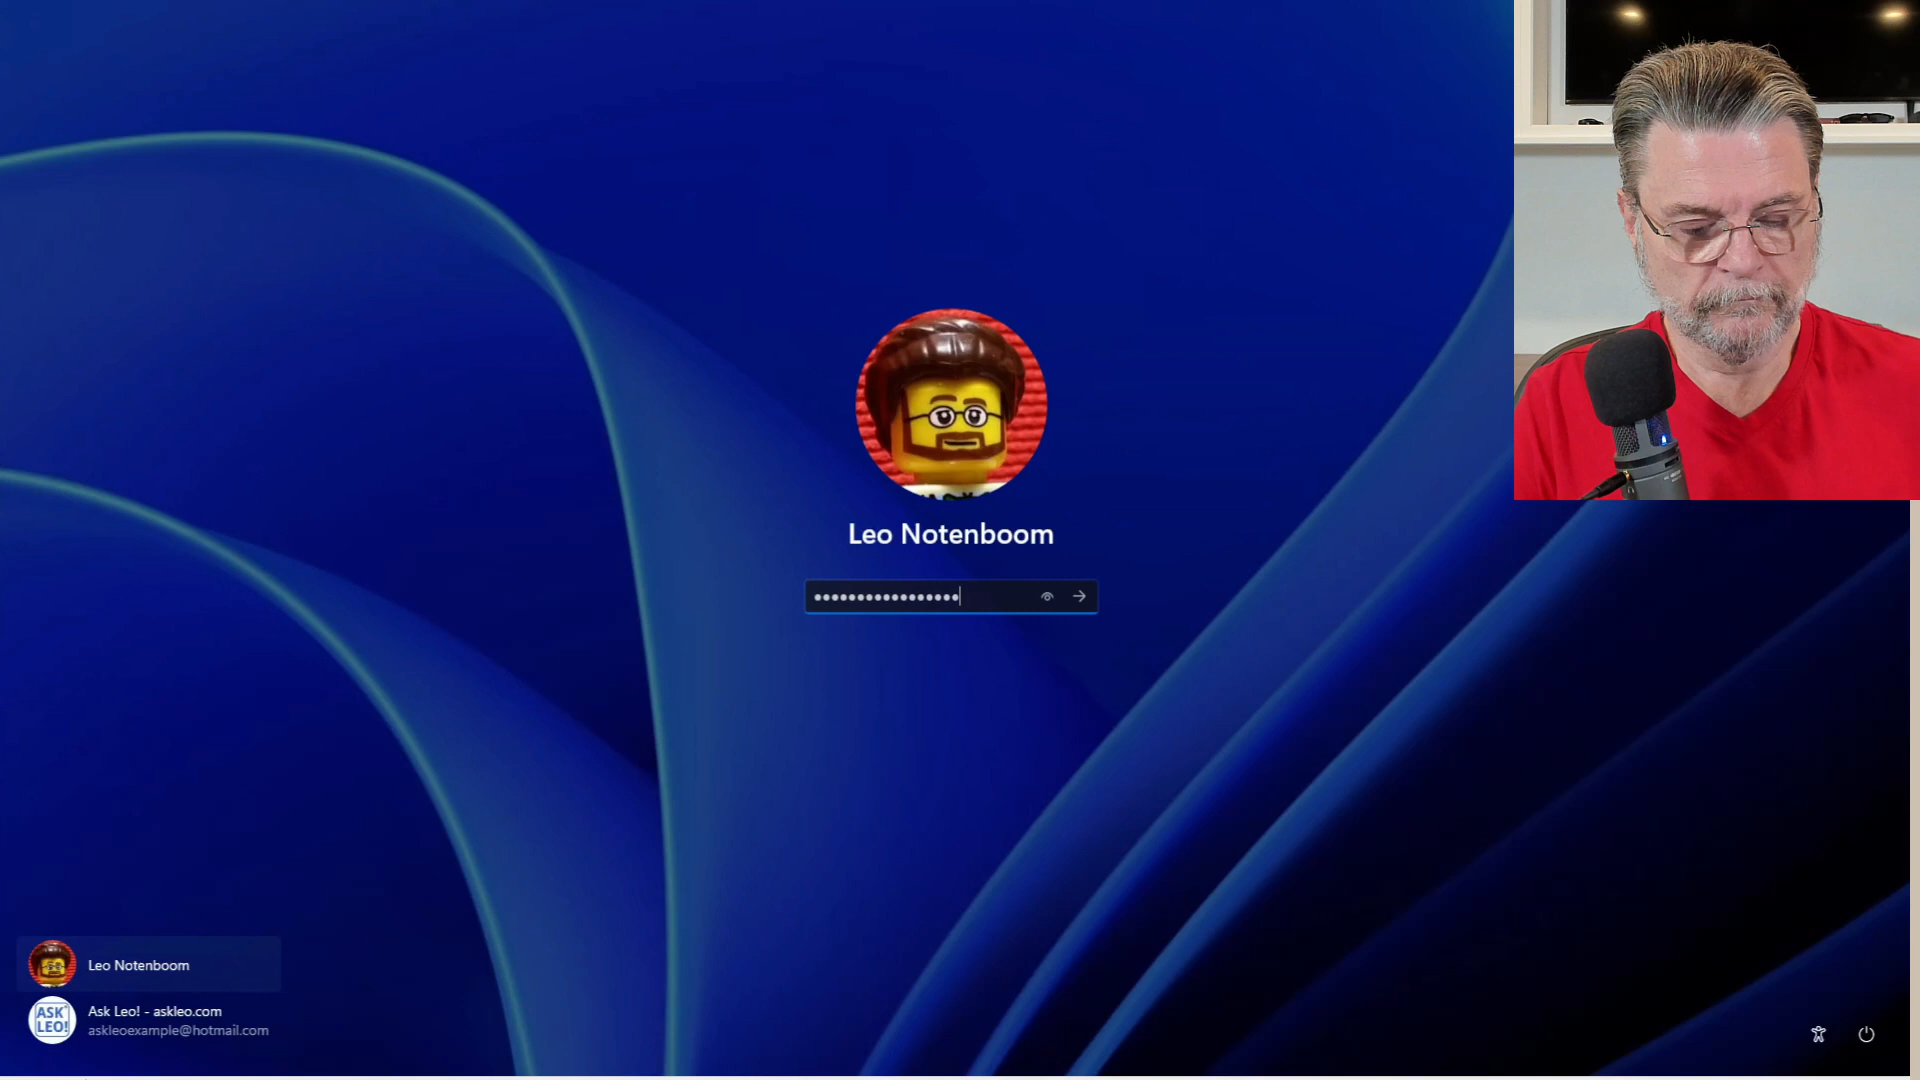 Leo Notenboom
•••••••••••••••••
Leo Notenboom
ASK
LEO!
Ask Leo! - askleo.com
askleoexample@hotmail.com